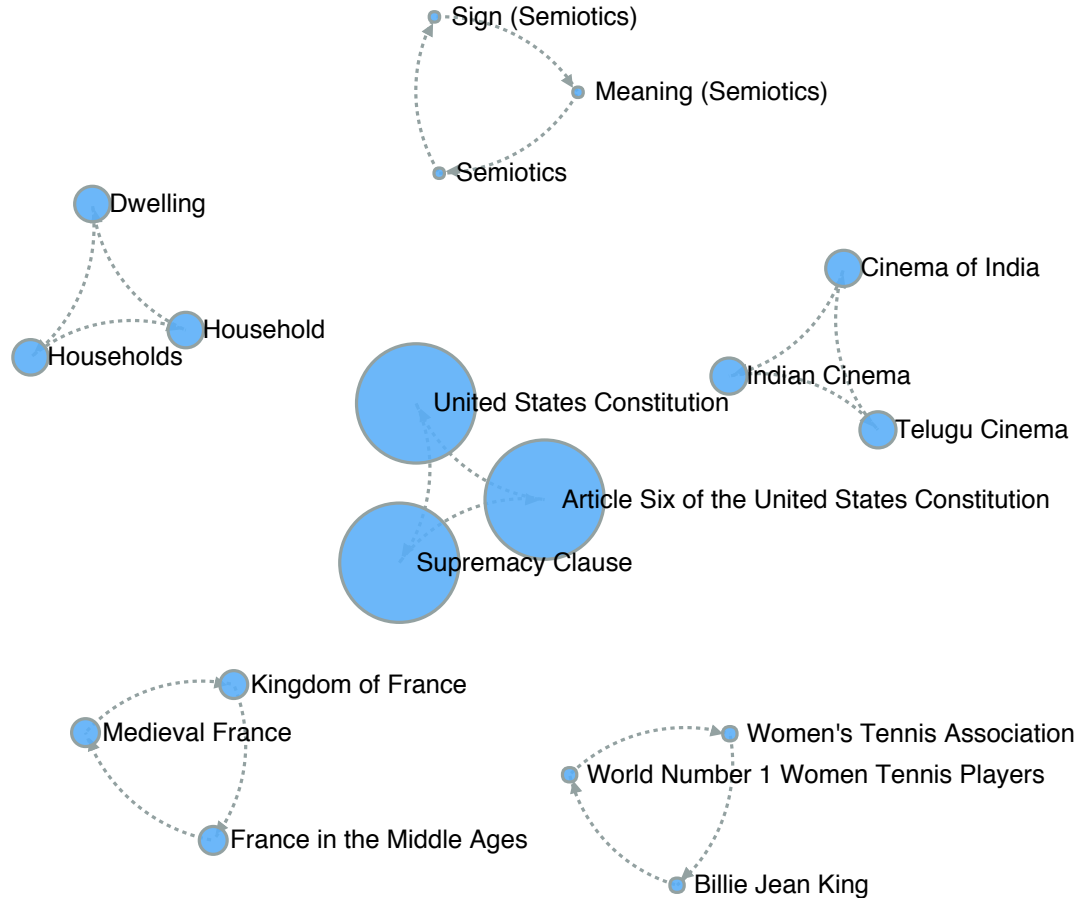 Sign (Semiotics)
Meaning (Semiotics)
Semiotics
Dwelling
Household
Households
Cinema of India
Indian Cinema
Telugu Cinema
United States Constitution
Article Six of the United States Constitution
Supremacy Clause
Kingdom of France
Medieval France
France in the Middle Ages
Women's Tennis Association
World Number 1 Women Tennis Players
Billie Jean King